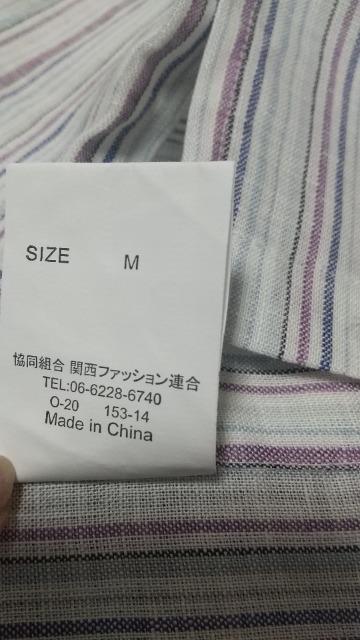 SIZE M
協同組合 関西ファッション連合
TEL:06-6228-6740
O-20 153-14
Made in China